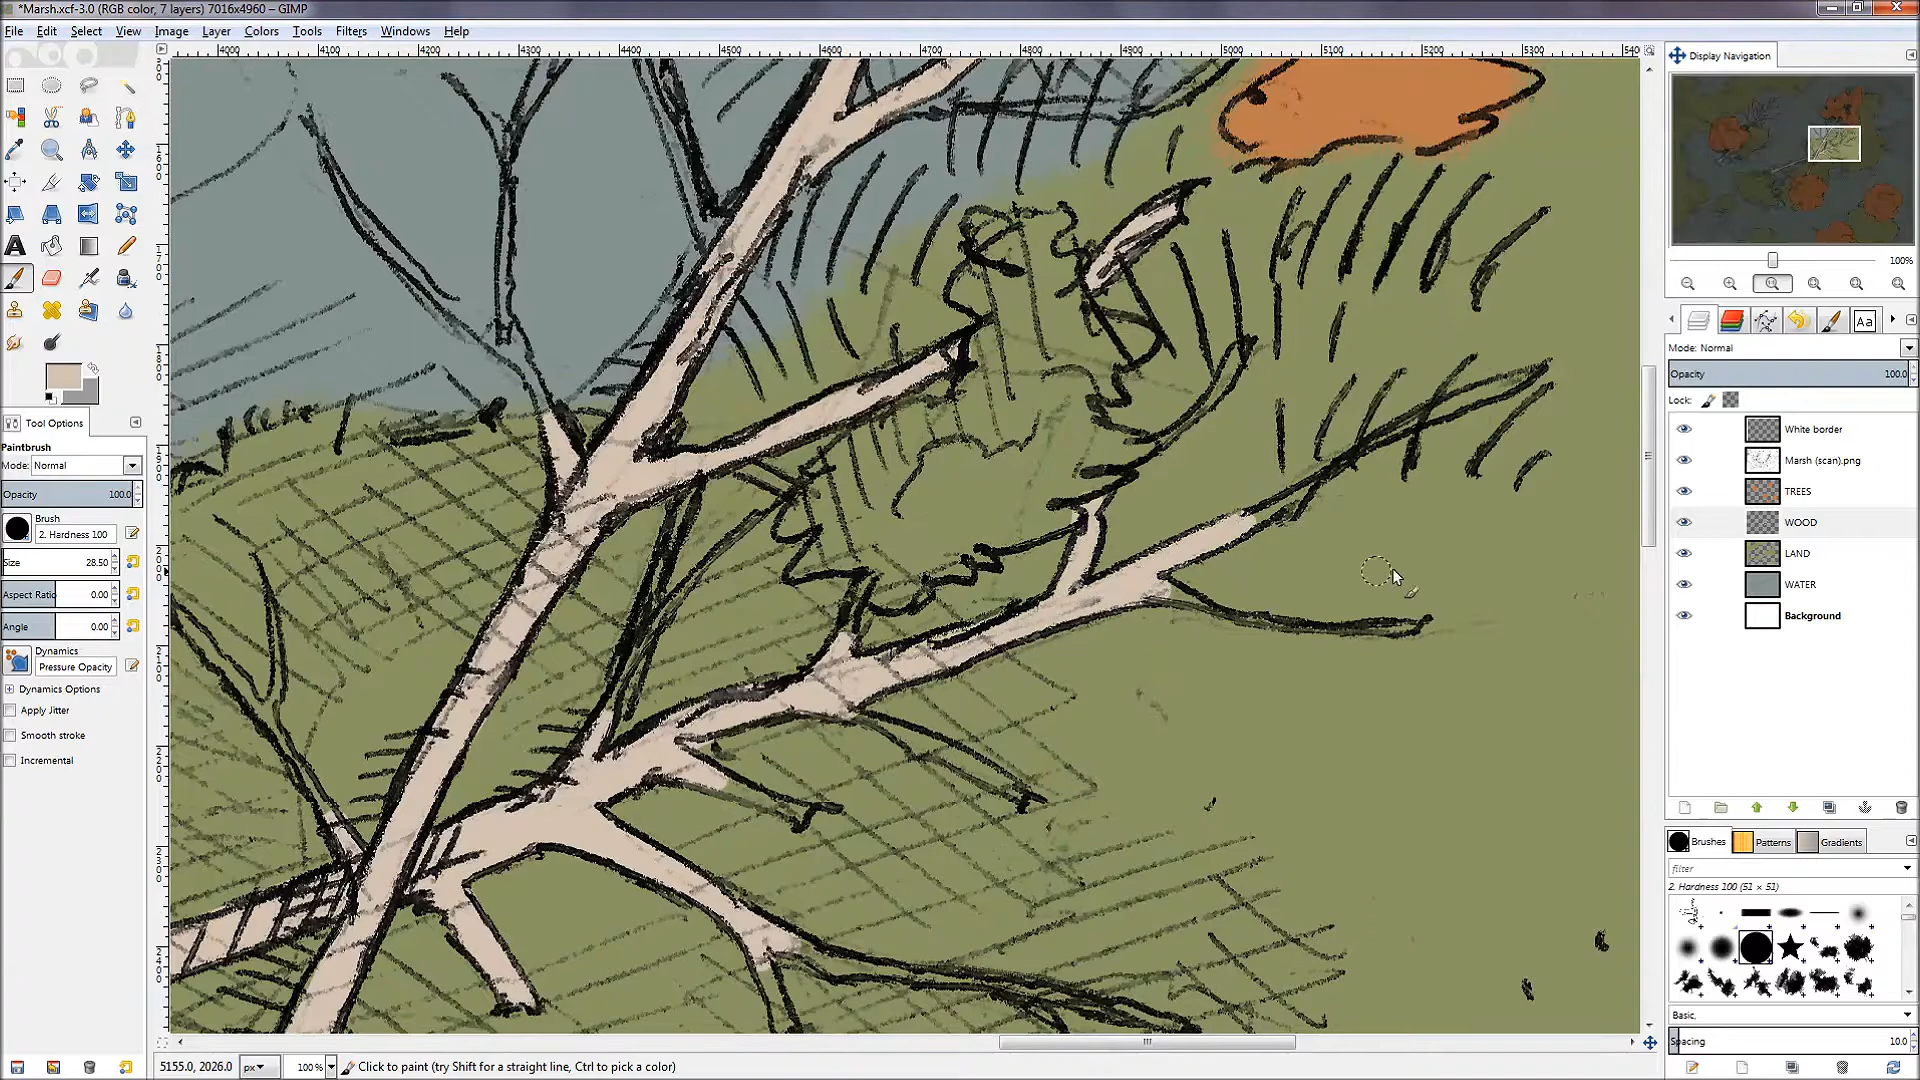 *Marsh.xcf-3.0 (RGB color, 7 layers) 7016x4960 – GIMP
File Edit Select View Image Layer Colors Tools Filters Windows Help
4000 4100 4200 4300 4400 4500 4600 4700 4800 4900 5000 5100 5200 5300 540
Display Navigation
100%
Mode: Normal
Opacity 100.0
Lock:
White border
Marsh (scan).png
TREES
WOOD
LAND
WATER
Background
Tool Options
Paintbrush
Mode: Normal
Opacity 100.0
Brush
2. Hardness 100
Size 28.50
Aspect Ratio 0.00
Angle 0.00
Dynamics
Pressure Opacity
Dynamics Options
Apply Jitter
Smooth stroke
Incremental
Brushes Patterns Gradients
filter
2. Hardness 100 (51 × 51)
Basic,
Spacing 10.0
5155.0, 2026.0 px 100 % Click to paint (try Shift for a straight line, Ctrl to pick a color)